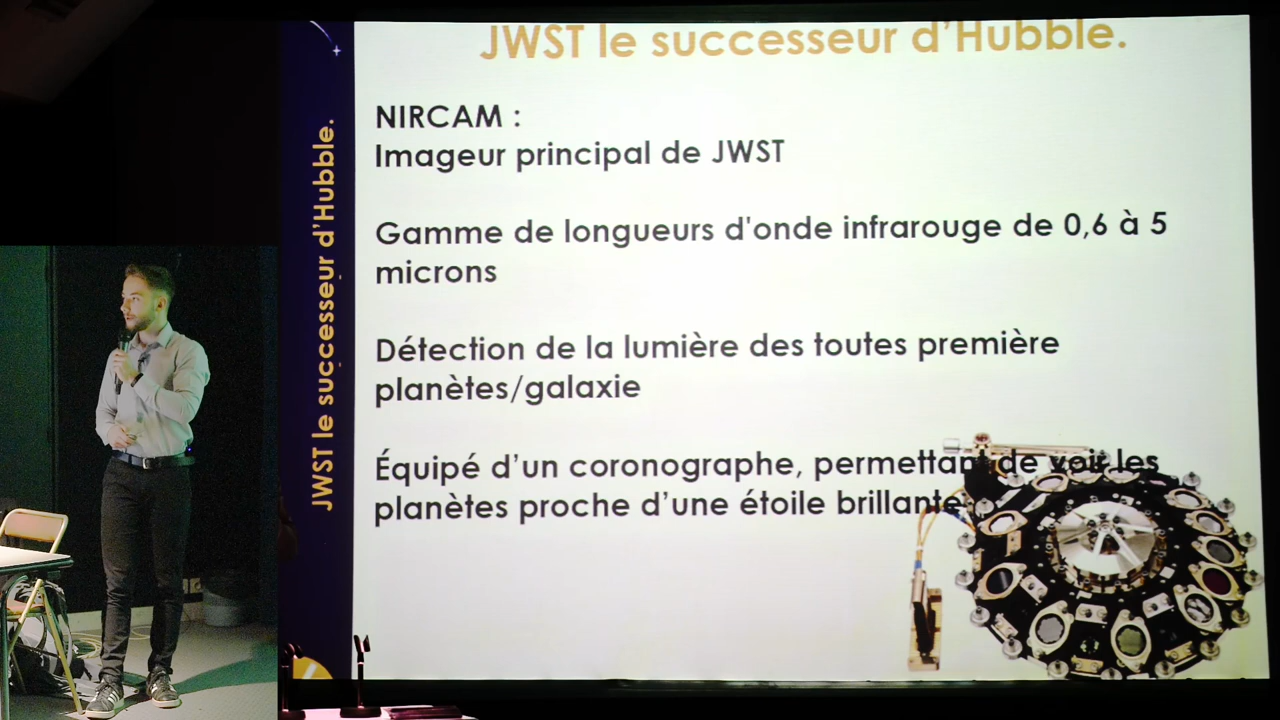 JWST le successeur d'Hubble.
JWST le successeur d'Hubble.
NIRCAM :
Imageur principal de JWST
Gamme de longueurs d'onde infrarouge de 0,6 à 5
microns
Détection de la lumière des toutes première
planètes/galaxie
Équipé d'un coronographe, permettant de voir les
planètes proche d'une étoile brillante